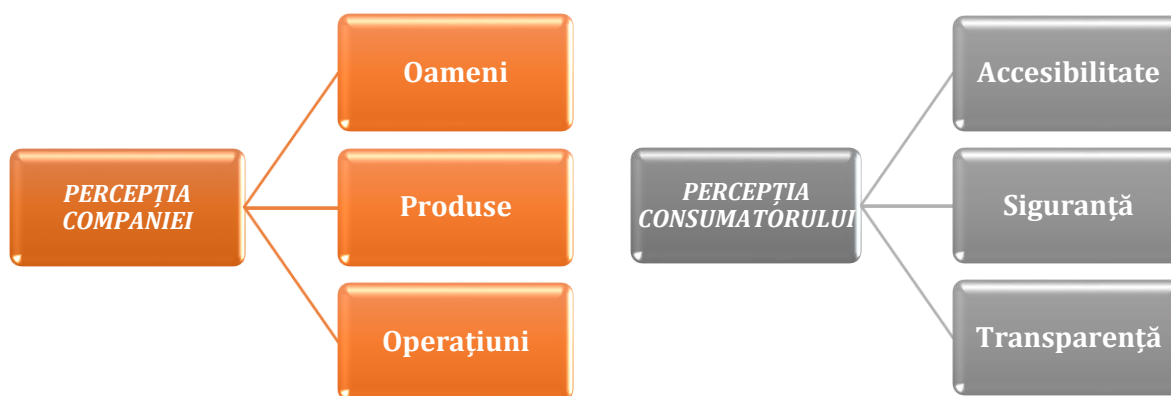 PERCEPȚIA
COMPANIEI
Oameni
Produse
Operațiuni
PERCEPȚIA
CONSUMATORULUI
Accesibilitate
Siguranță
Transparență